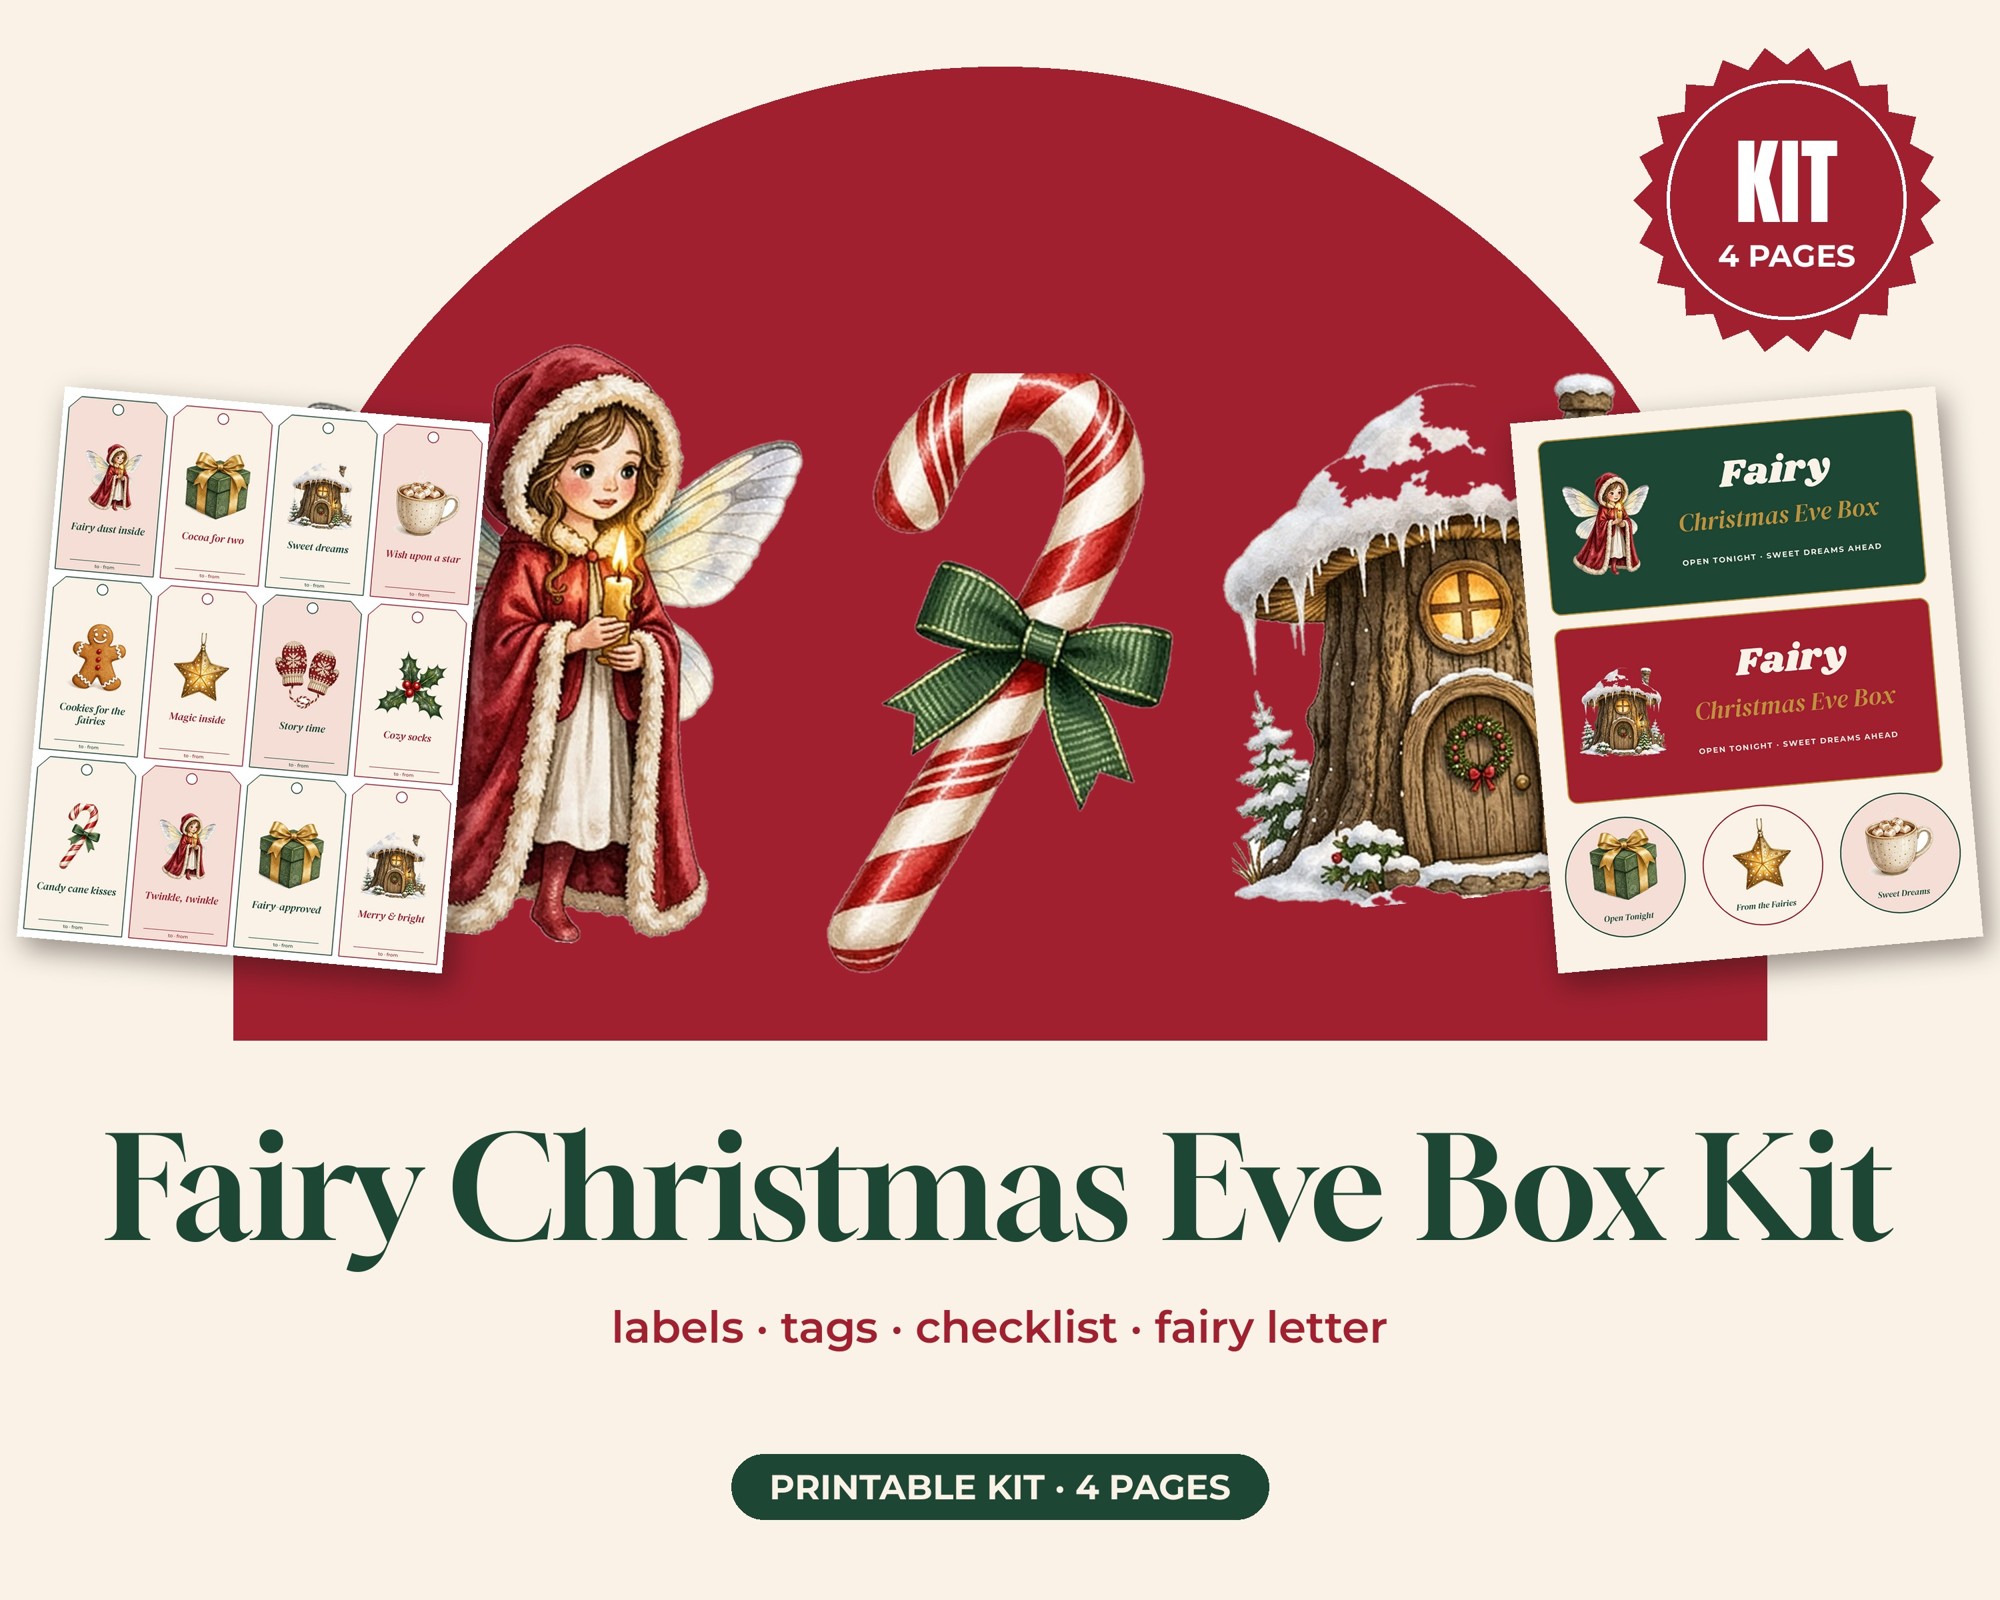 KIT
4 PAGES
Fairy dust inside
to · from
Cocoa for two
to · from
Sweet dreams
to · from
Wish upon a star
to · from
Cookies for the
fairies
to · from
Magic inside
to · from
Story time
to · from
Cozy socks
to · from
Candy cane kisses
to · from
Twinkle, twinkle
to · from
Fairy-approved
to · from
Merry & bright
to · from
Fairy
Christmas Eve Box
OPEN TONIGHT · SWEET DREAMS AHEAD
Fairy
Christmas Eve Box
OPEN TONIGHT · SWEET DREAMS AHEAD
Open Tonight
From the Fairies
Sweet Dreams
Fairy Christmas Eve Box Kit
labels · tags · checklist · fairy letter
PRINTABLE KIT · 4 PAGES